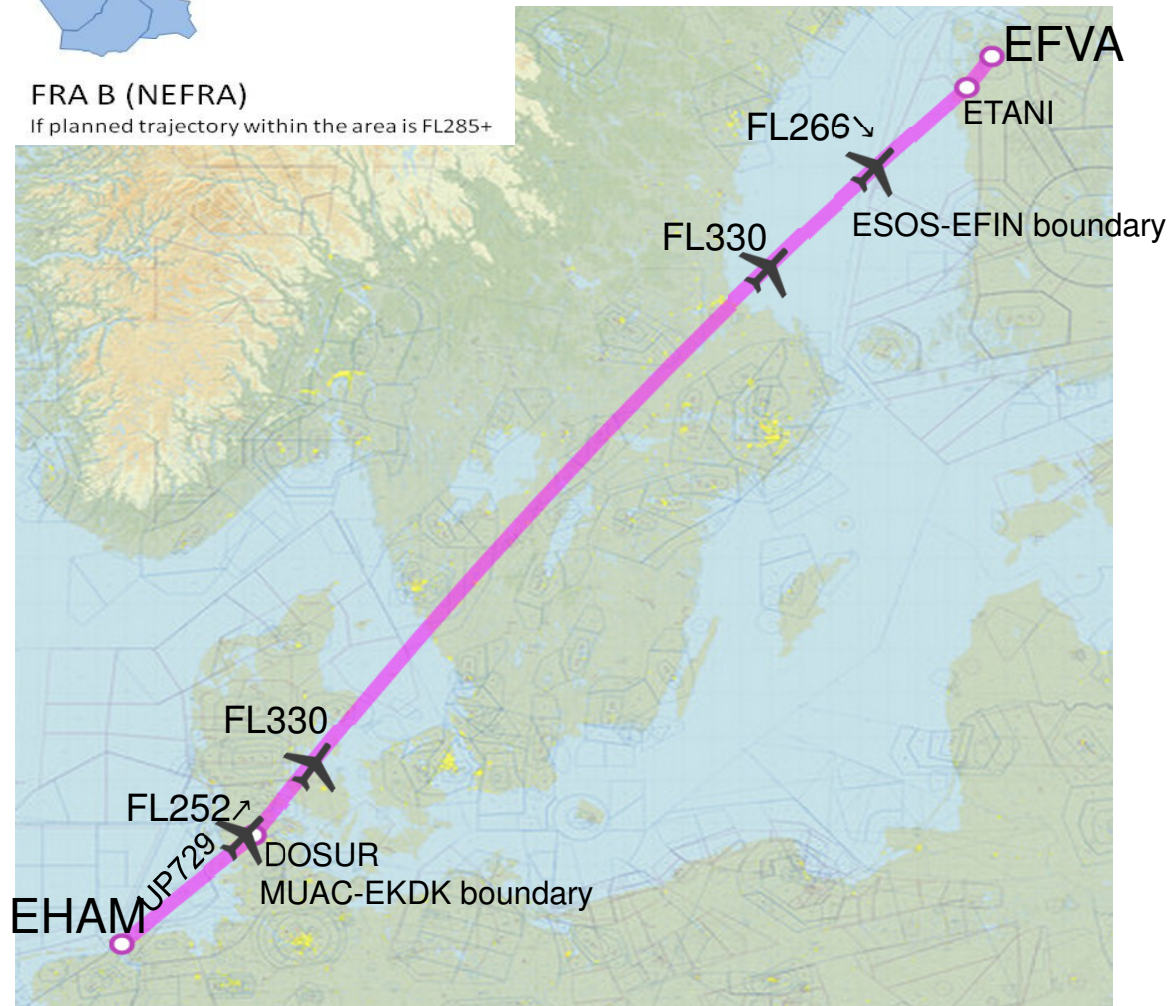 FRA B (NEFRA)
If planned trajectory within the area is FL285+
EFVA
ETANI
FL266↘
ESOS-EFIN boundary
FL330
FL330
FL252↗
UP729
DOSUR
MUAC-EKDK boundary
EHAM